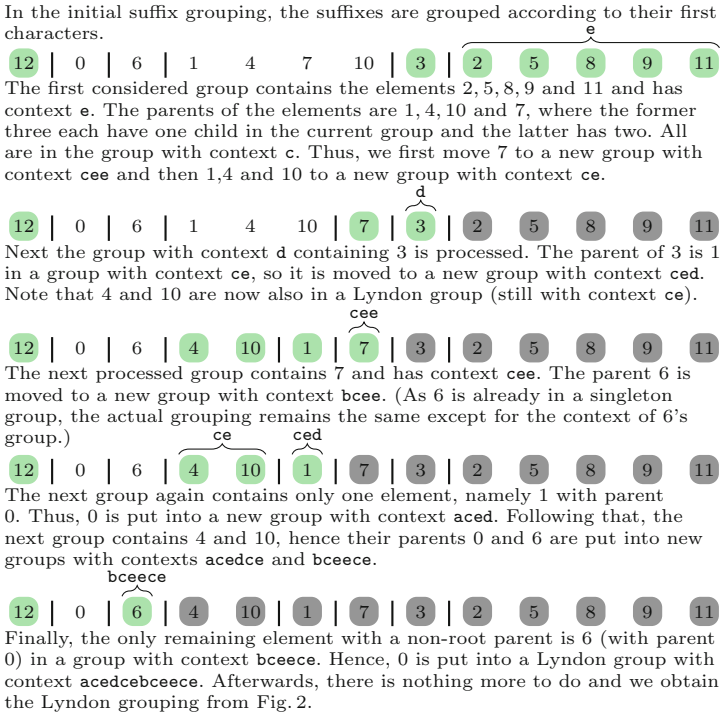 In the initial suffix grouping, the suffixes are grouped according to their first
characters.
e
12 | 0 | 6 | 1 4 7 10 | 3 | 2 5 8 9 11
The first considered group contains the elements 2, 5, 8, 9 and 11 and has
context e. The parents of the elements are 1, 4, 10 and 7, where the former
three each have one child in the current group and the latter has two. All
are in the group with context c. Thus, we first move 7 to a new group with
context cee and then 1,4 and 10 to a new group with context ce.
d
12 | 0 | 6 | 1 4 10 | 7 | 3 | 2 5 8 9 11
Next the group with context d containing 3 is processed. The parent of 3 is 1
in a group with context ce, so it is moved to a new group with context ced.
Note that 4 and 10 are now also in a Lyndon group (still with context ce).
cee
12 | 0 | 6 | 4 10 | 1 | 7 | 3 | 2 5 8 9 11
The next processed group contains 7 and has context cee. The parent 6 is
moved to a new group with context bcee. (As 6 is already in a singleton
group, the actual grouping remains the same except for the context of 6's
group.)
ce ced
12 | 0 | 6 | 4 10 | 1 | 7 | 3 | 2 5 8 9 11
The next group again contains only one element, namely 1 with parent
0. Thus, 0 is put into a new group with context aced. Following that, the
next group contains 4 and 10, hence their parents 0 and 6 are put into new
groups with contexts acedce and bceece.
bceece
12 | 0 | 6 | 4 10 | 1 | 7 | 3 | 2 5 8 9 11
Finally, the only remaining element with a non-root parent is 6 (with parent
0) in a group with context bceece. Hence, 0 is put into a Lyndon group with
context acedcebceece. Afterwards, there is nothing more to do and we obtain
the Lyndon grouping from Fig. 2.